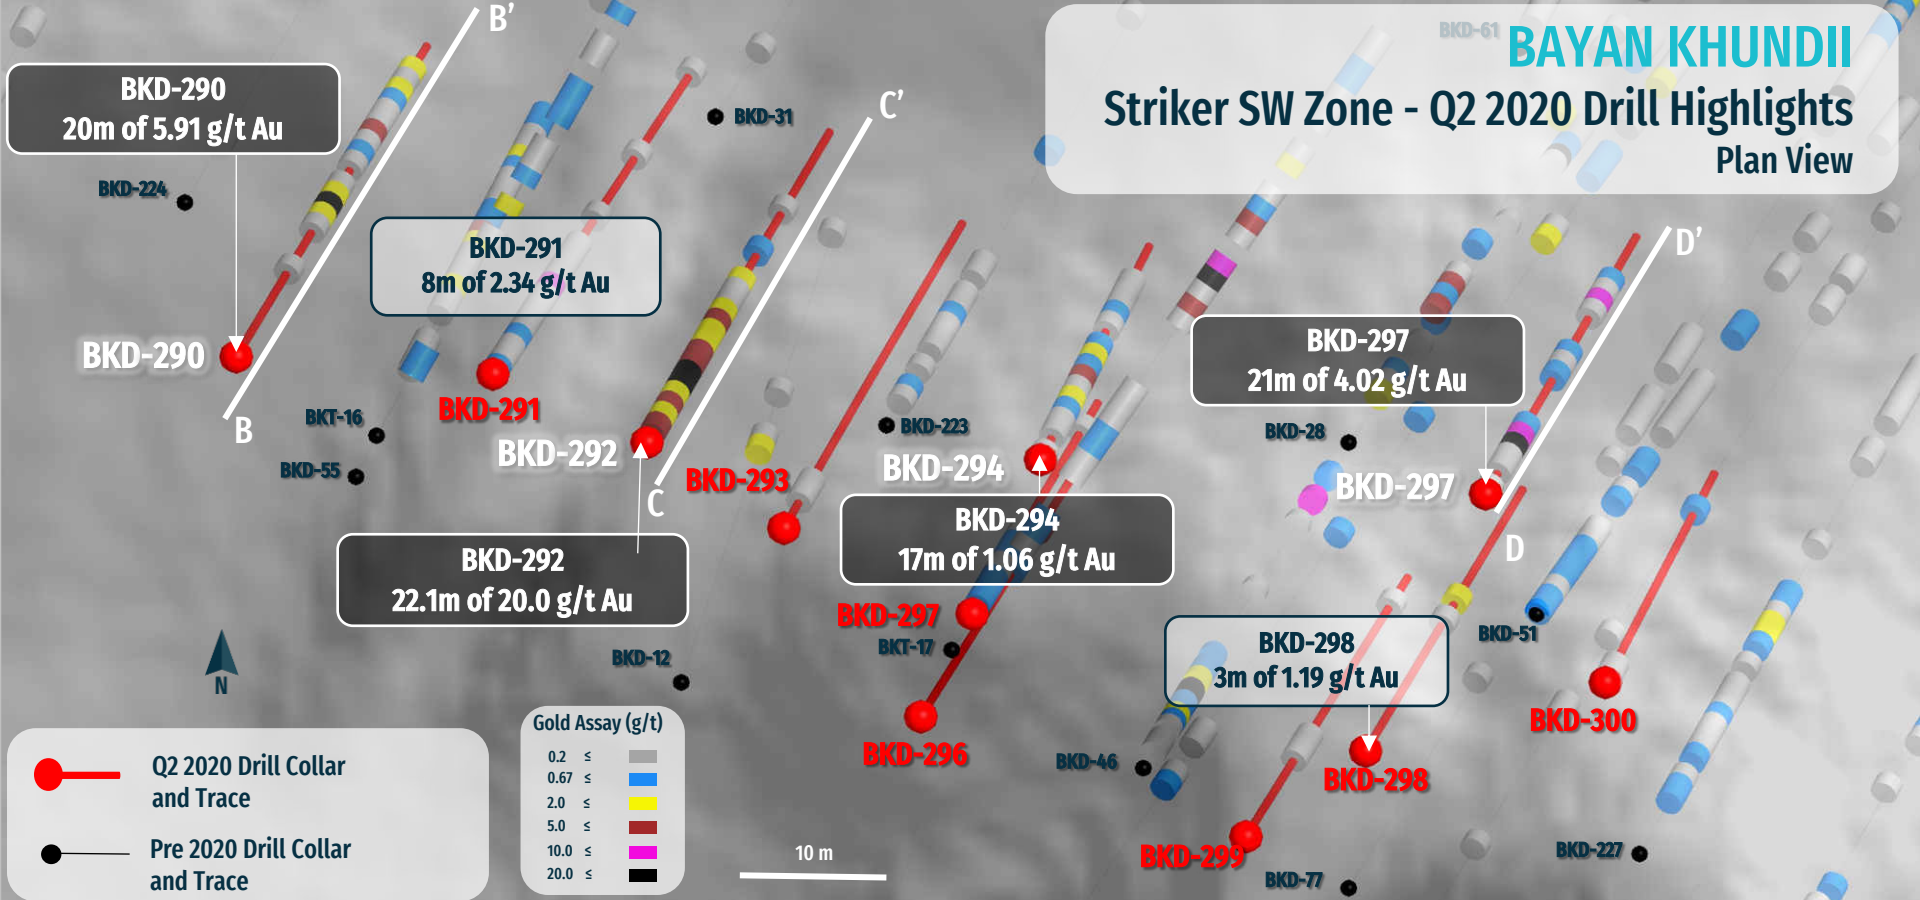 BAYAN KHUNDII
Striker SW Zone - Q2 2020 Drill Highlights
Plan View
BKD-61
B'
BKD-290
20m of 5.91 g/t Au
BKD-224
BKD-290
B
BKD-31
C'
BKD-291
8m of 2.34 g/t Au
BKD-291
BKT-16
BKD-55
BKD-292
C
BKD-292
22.1m of 20.0 g/t Au
BKD-293
BKD-223
BKD-294
BKD-294
17m of 1.06 g/t Au
D'
BKD-297
21m of 4.02 g/t Au
BKD-28
BKD-297
D
BKD-297
BKT-17
BKD-12
BKD-296
BKD-298
3m of 1.19 g/t Au
BKD-51
BKD-300
BKD-46
BKD-298
BKD-299
BKD-77
BKD-227
N
Q2 2020 Drill Collar
and Trace
Pre 2020 Drill Collar
and Trace
Gold Assay (g/t)
0.2 ≤
0.67 ≤
2.0 ≤
5.0 ≤
10.0 ≤
20.0 ≤
10 m